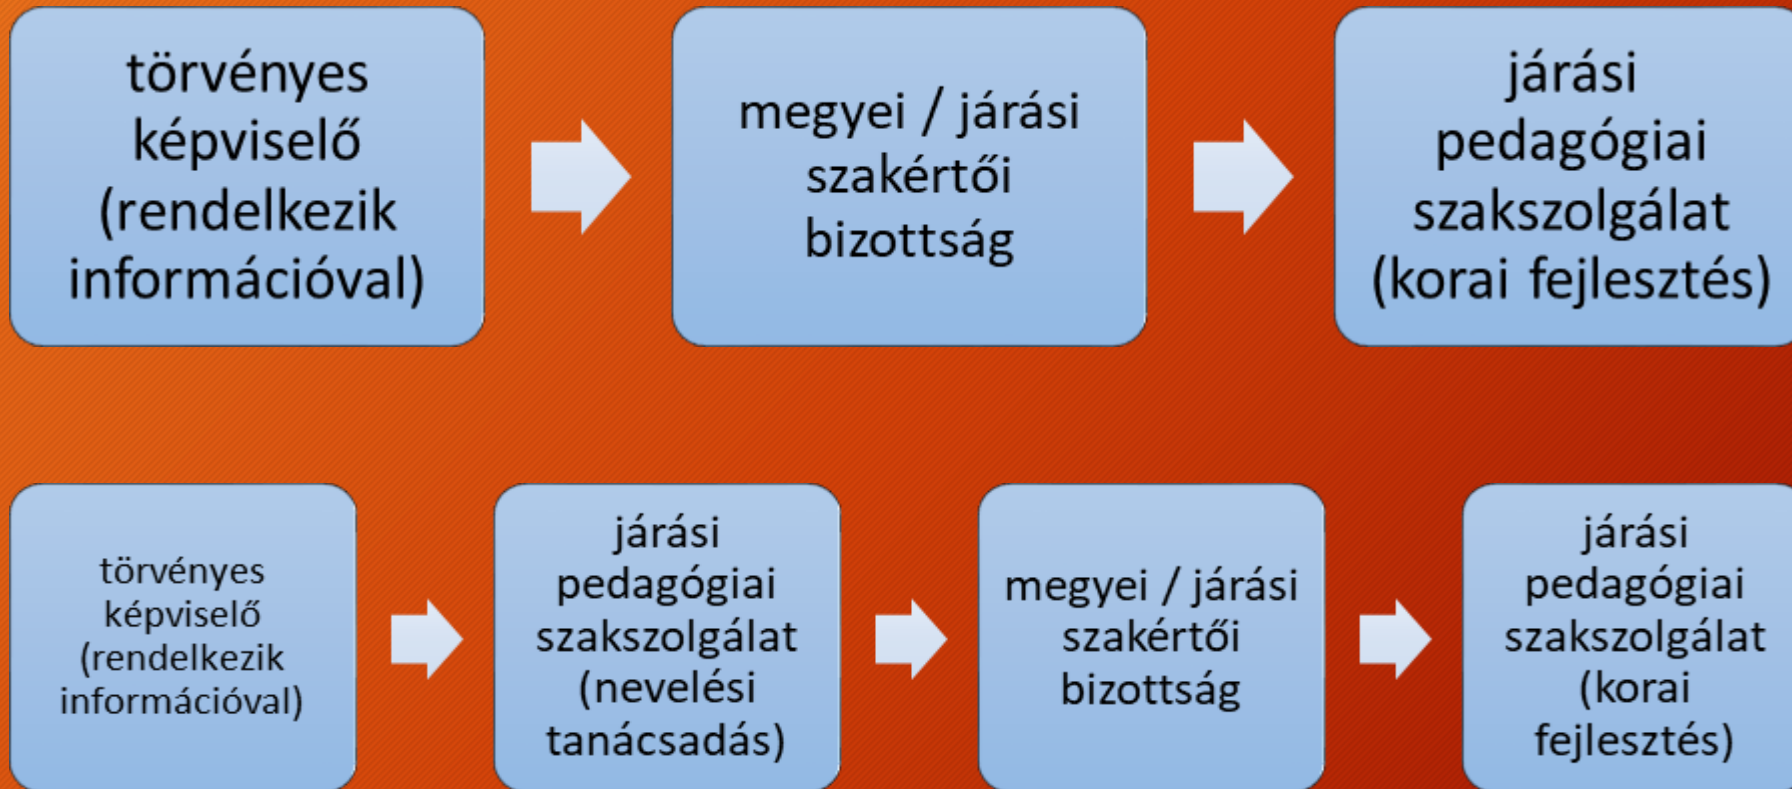 törvényes
képviselő
(rendelkezik
információval)
megyei / járási
szakértői
bizottság
járási
pedagógiai
szakszolgálat
(korai fejlesztés)
törvényes
képviselő
(rendelkezik
információval)
járási
pedagógiai
szakszolgálat
(nevelési
tanácsadás)
megyei / járási
szakértői
bizottság
járási
pedagógiai
szakszolgálat
(korai
fejlesztés)